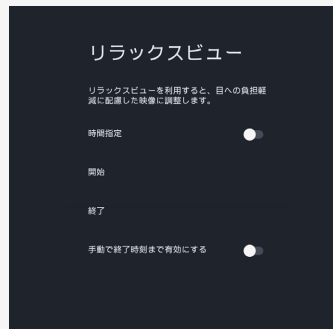 リラックスビュー
リラックスビューを利用すると、目への負担軽
減に配慮した映像に調整します。
時間指定
開始
終了
手動で終了時刻まで有効にする